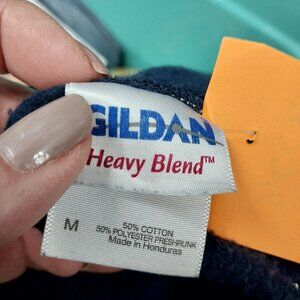 GILDAN
Heavy Blend™
M
50% COTTON
50% POLYESTER PRESHRUNK
Made in Honduras